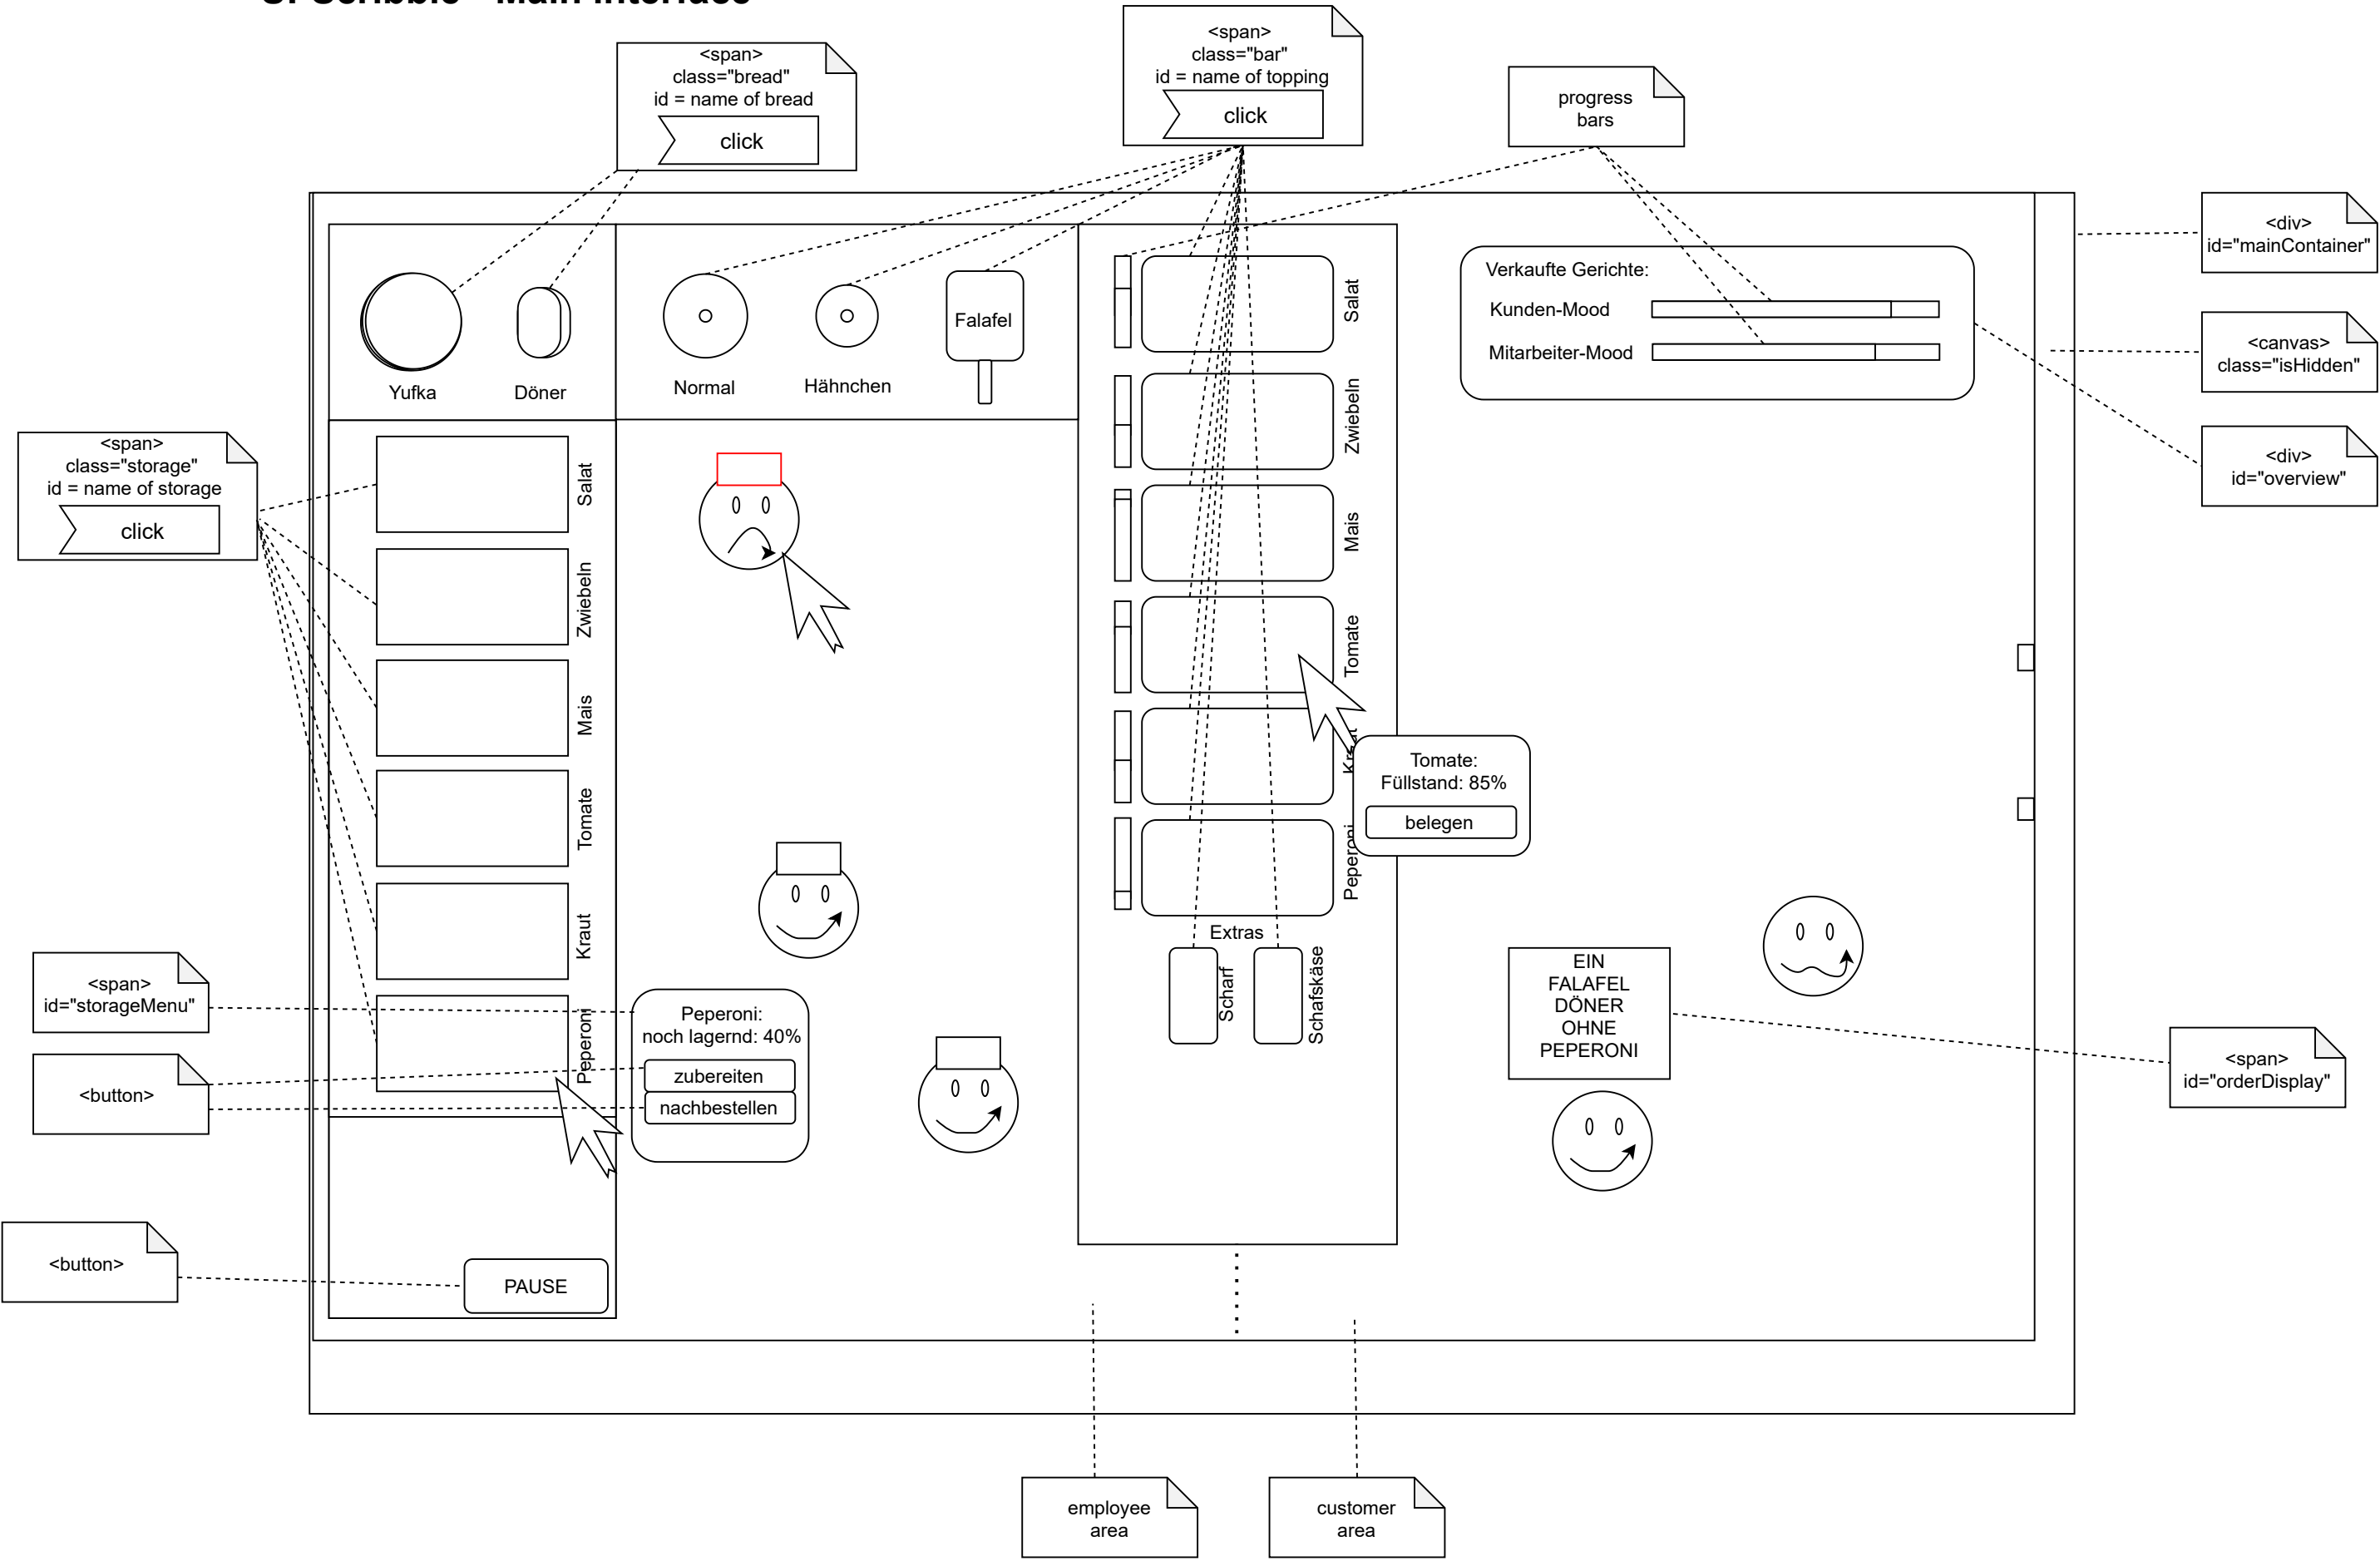 <span>
class="bread"
id = name of bread
click
<span>
class="bar"
id = name of topping
click
progress
bars
<div>
id="mainContainer"
<canvas>
class="isHidden"
<div>
id="overview"
Yufka
Döner
Normal
Hähnchen
Falafel
Verkaufte Gerichte:
Kunden-Mood
Mitarbeiter-Mood
<span>
class="storage"
id = name of storage
click
Salat
Zwiebeln
Mais
Tomate
Kraut
Peperoni
Salat
Zwiebeln
Mais
Tomate
Peperoni
Tomate:
Füllstand: 85%
belegen
Extras
Scharf
Schafskäse
<span>
id="storageMenu"
<button>
Peperoni:
noch lagernd: 40%
zubereiten
nachbestellen
EIN
FALAFEL
DÖNER
OHNE
PEPERONI
<span>
id="orderDisplay"
<button>
PAUSE
employee
area
customer
area